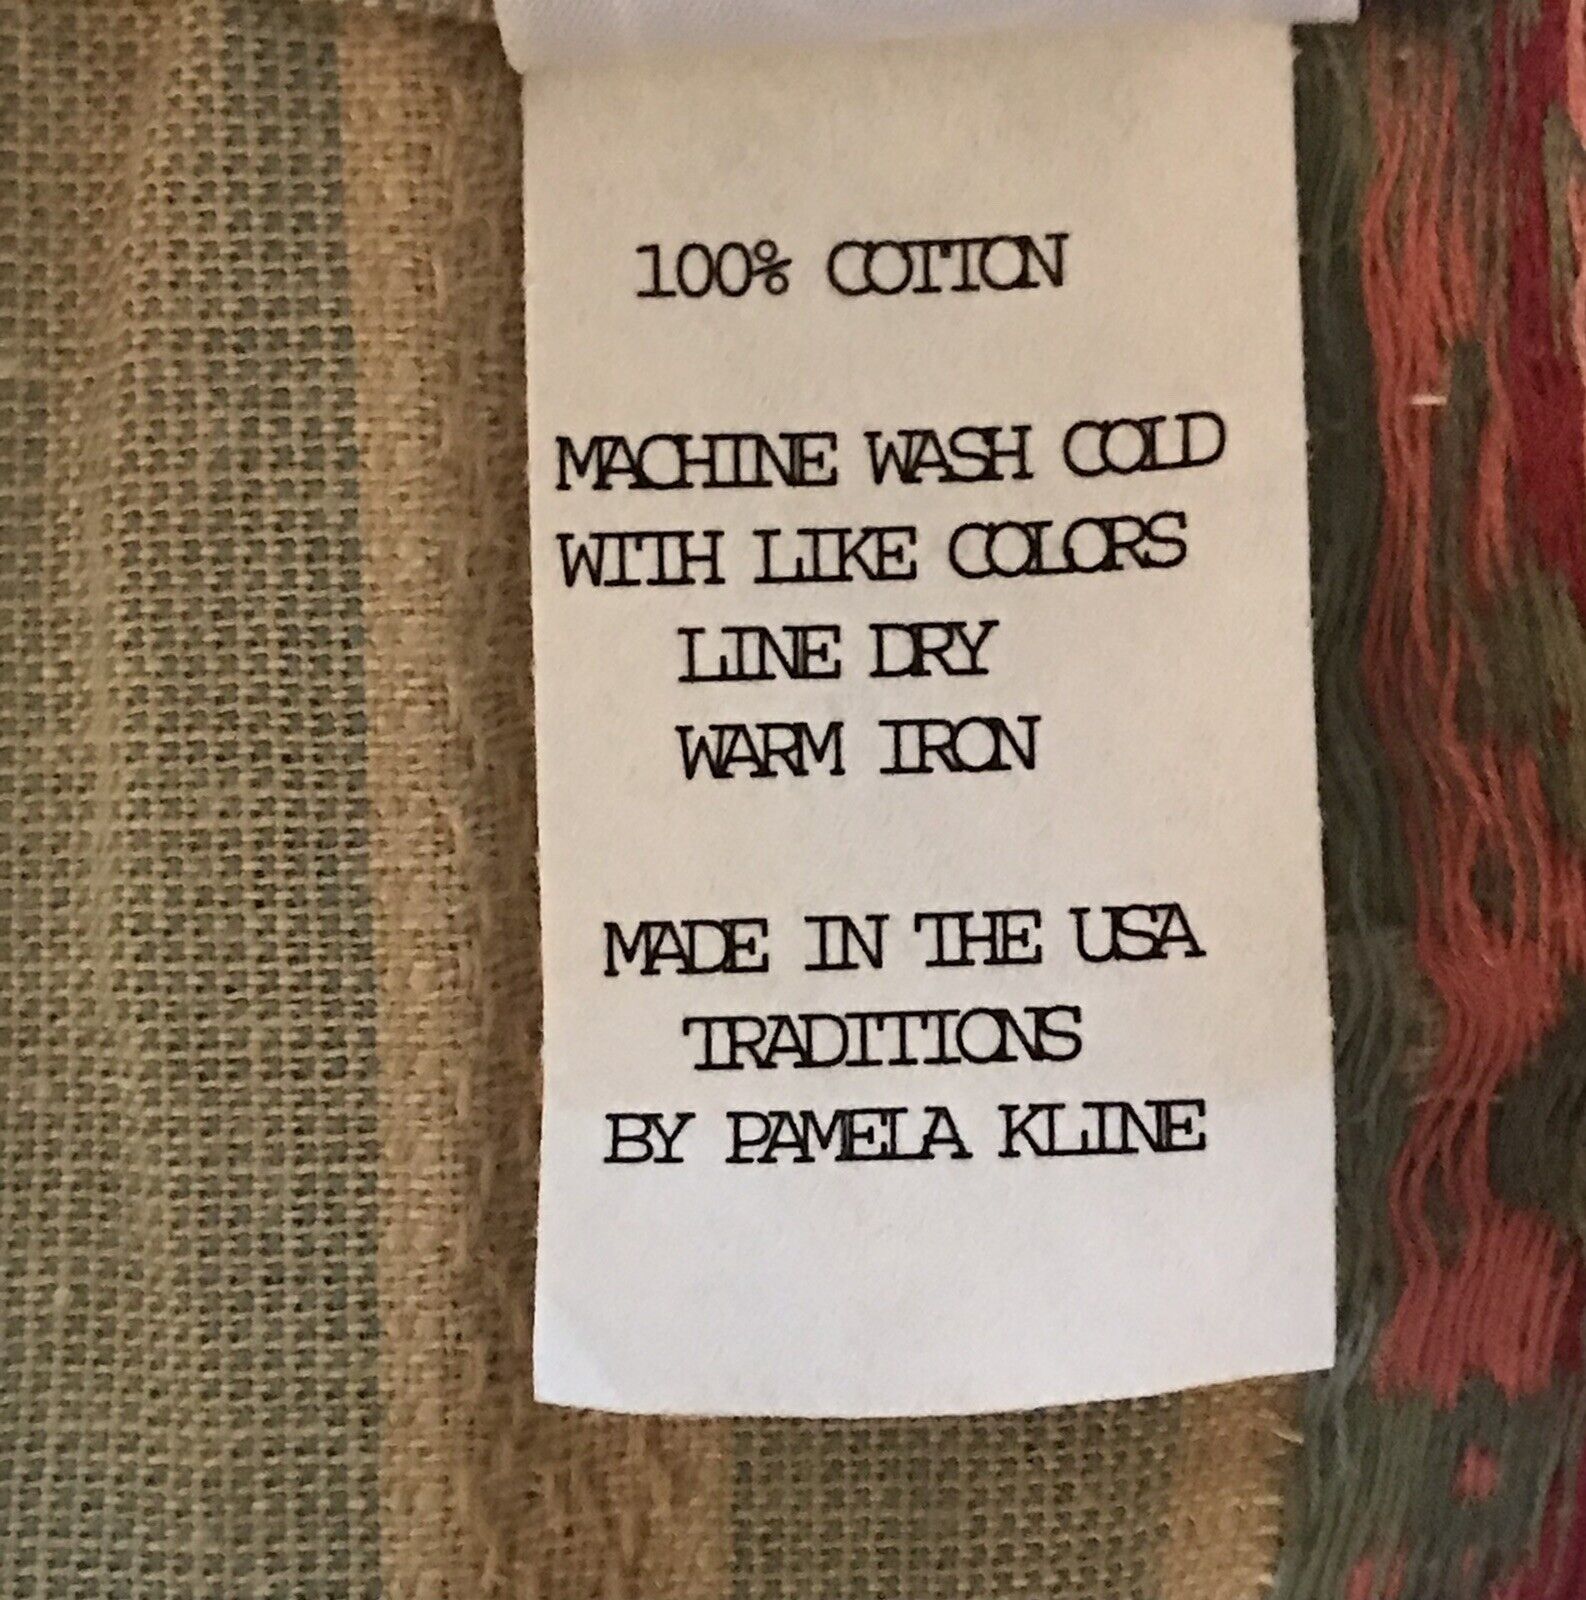 100% COTTON
MACHINE WASH COLD
WITH LIKE COLORS
LINE DRY
WARM IRON
MADE IN THE USA
TRADITIONS
BY PAMELA KLINE